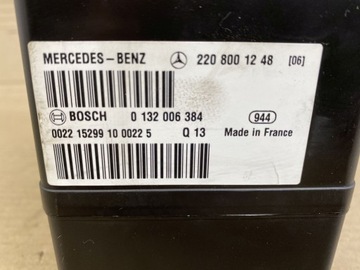 MERCEDES-BENZ 220 800 12 48 [06]
BOSCH 0 132 006 384 944
0022 15299 10 0022 5 Q 13 Made in France